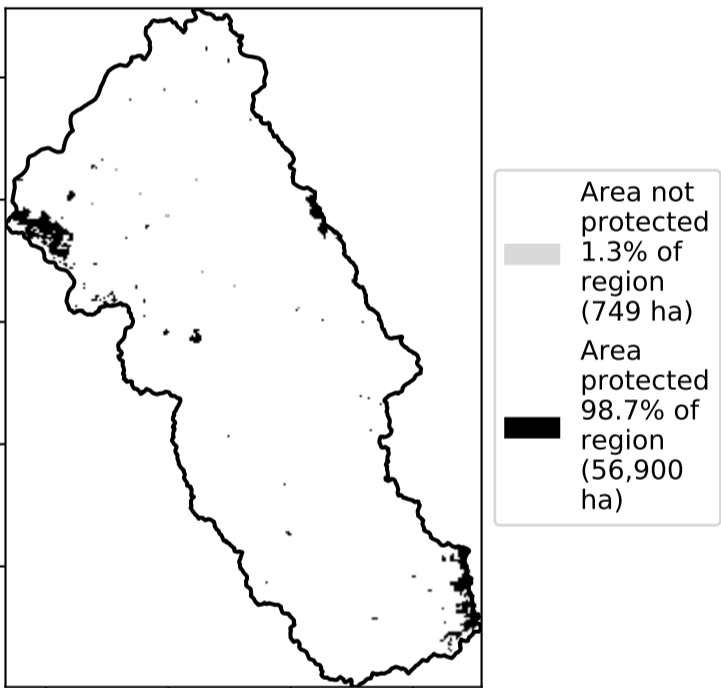 Area not
protected
1.3% of
region
(749 ha)
Area
protected
98.7% of
region
(56,900
ha)